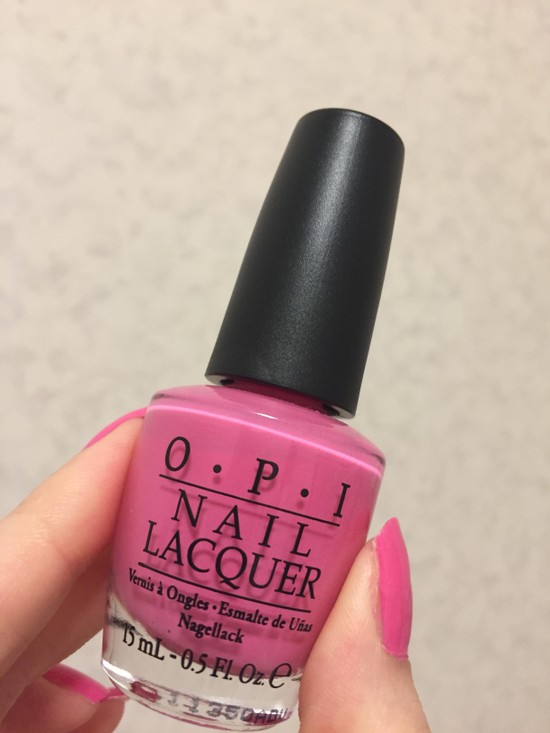 O·P·I
NAIL
LACQUER
Vernis à Ongles · Esmalte de Uñas
Nagellack
15 mL - 0.5 Fl. Oz. ℮